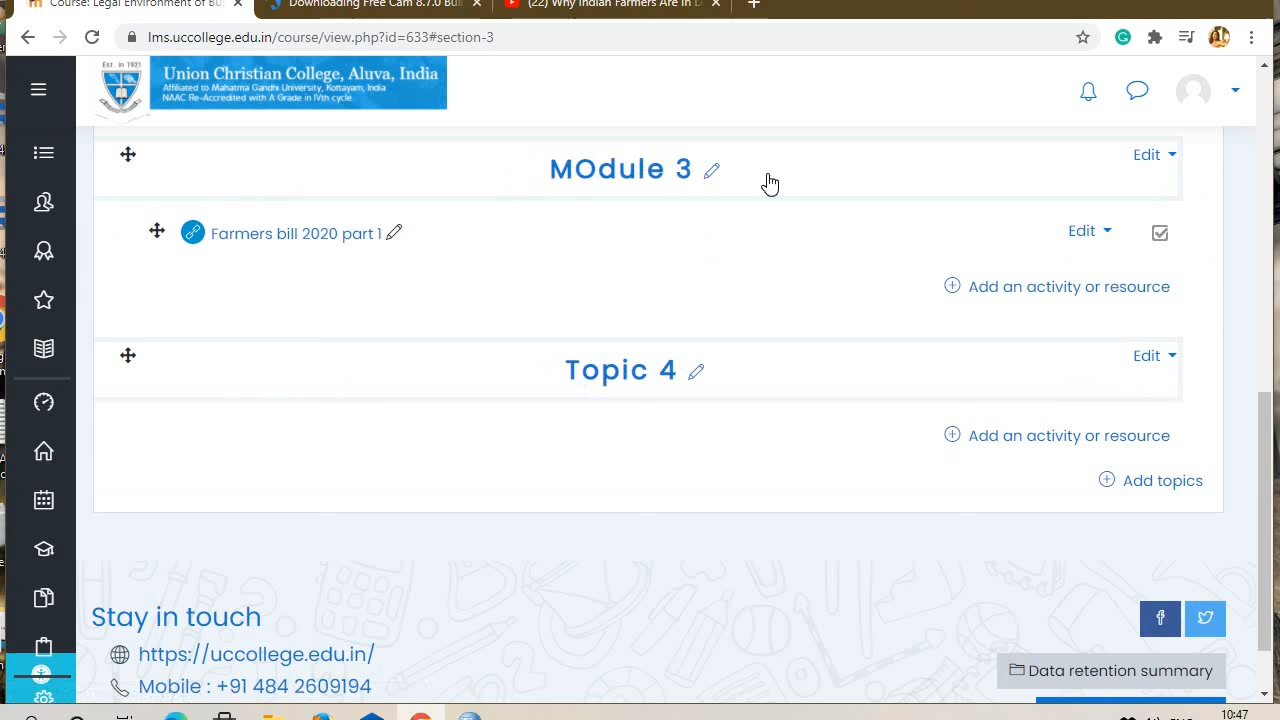 Course: Legal Environment of Bus
Downloading Free Cam 8.7.0 Buil
(22) Why Indian Farmers Are In D
lms.uccollege.edu.in/course/view.php?id=633#section-3
Est. in 1921
Union Christian College, Aluva, India
Affiliated to Mahatma Gandhi University, Kottayam, India
NAAC Re-Accredited with A Grade in IVth cycle
MOdule 3
Edit
Farmers bill 2020 part 1
Edit
Add an activity or resource
Topic 4
Edit
Add an activity or resource
Add topics
Stay in touch
https://uccollege.edu.in/
Mobile : +91 484 2609194
Data retention summary
10:47